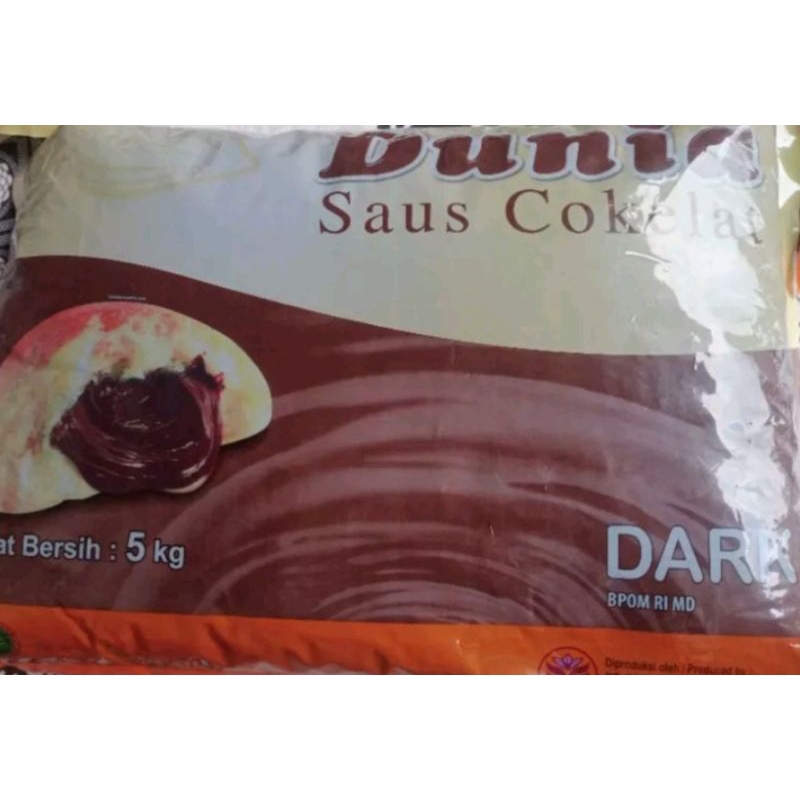 Dunia
Saus Cokelat
at Bersih : 5 kg
DARK
BPOM RI MD
Diproduksi oleh / Produced by :